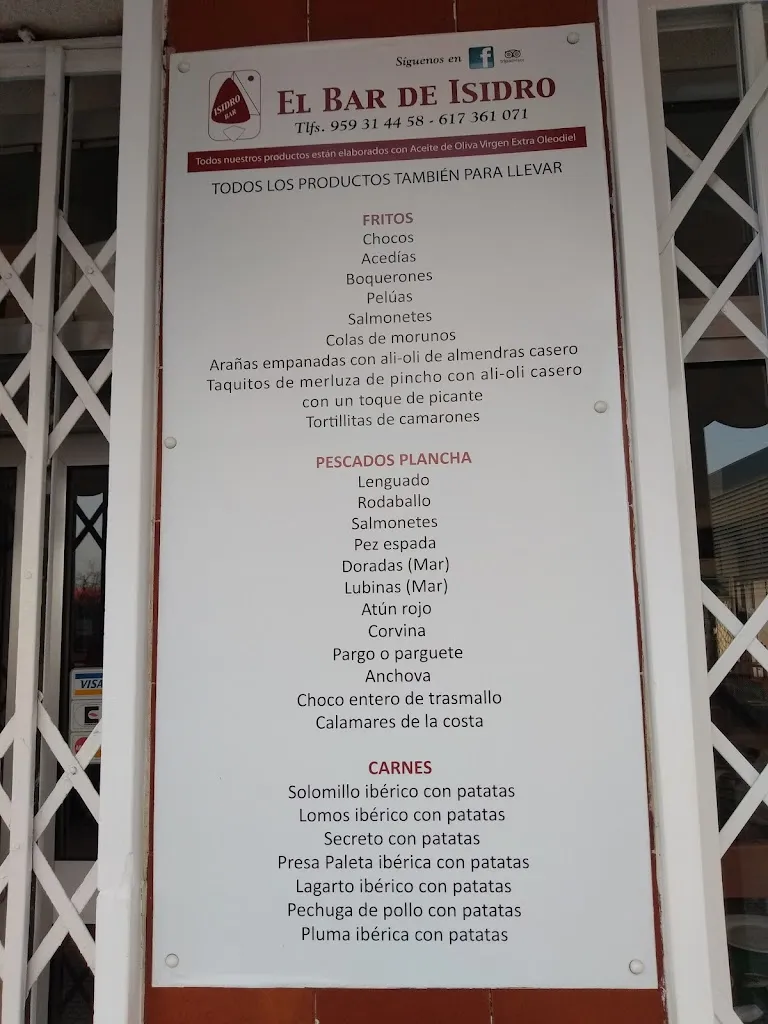 Síguenos en f
ISIDRO
BAR
EL BAR DE ISIDRO
Tlfs. 959 31 44 58 - 617 361 071
Todos nuestros productos están elaborados con Aceite de Oliva Virgen Extra Oleodiel
TODOS LOS PRODUCTOS TAMBIÉN PARA LLEVAR
FRITOS
Chocos
Acedías
Boquerones
Pelúas
Salmonetes
Colas de morunos
Arañas empanadas con ali-oli de almendras casero
Taquitos de merluza de pincho con ali-oli casero
con un toque de picante
Tortillitas de camarones
PESCADOS PLANCHA
Lenguado
Rodaballo
Salmonetes
Pez espada
Doradas (Mar)
Lubinas (Mar)
Atún rojo
Corvina
Pargo o parguete
Anchova
Choco entero de trasmallo
Calamares de la costa
CARNES
Solomillo ibérico con patatas
Lomos ibérico con patatas
Secreto con patatas
Presa Paleta ibérica con patatas
Lagarto ibérico con patatas
Pechuga de pollo con patatas
Pluma ibérica con patatas
VISA